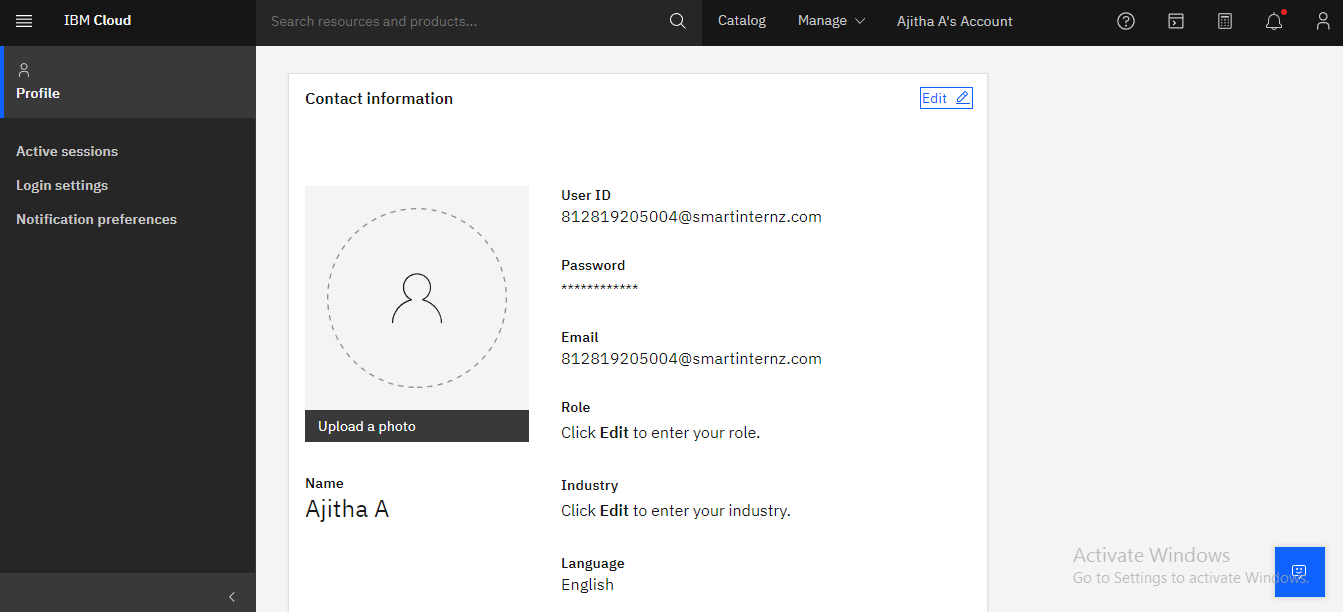 IBM Cloud
Search resources and products...
Catalog
Manage
Ajitha A's Account
Profile
Active sessions
Login settings
Notification preferences
Contact information
Edit
Upload a photo
Name
Ajitha A
User ID
812819205004@smartinternz.com
Password
************
Email
812819205004@smartinternz.com
Role
Click Edit to enter your role.
Industry
Click Edit to enter your industry.
Language
English
Activate Windows
Go to Settings to activate Windows.